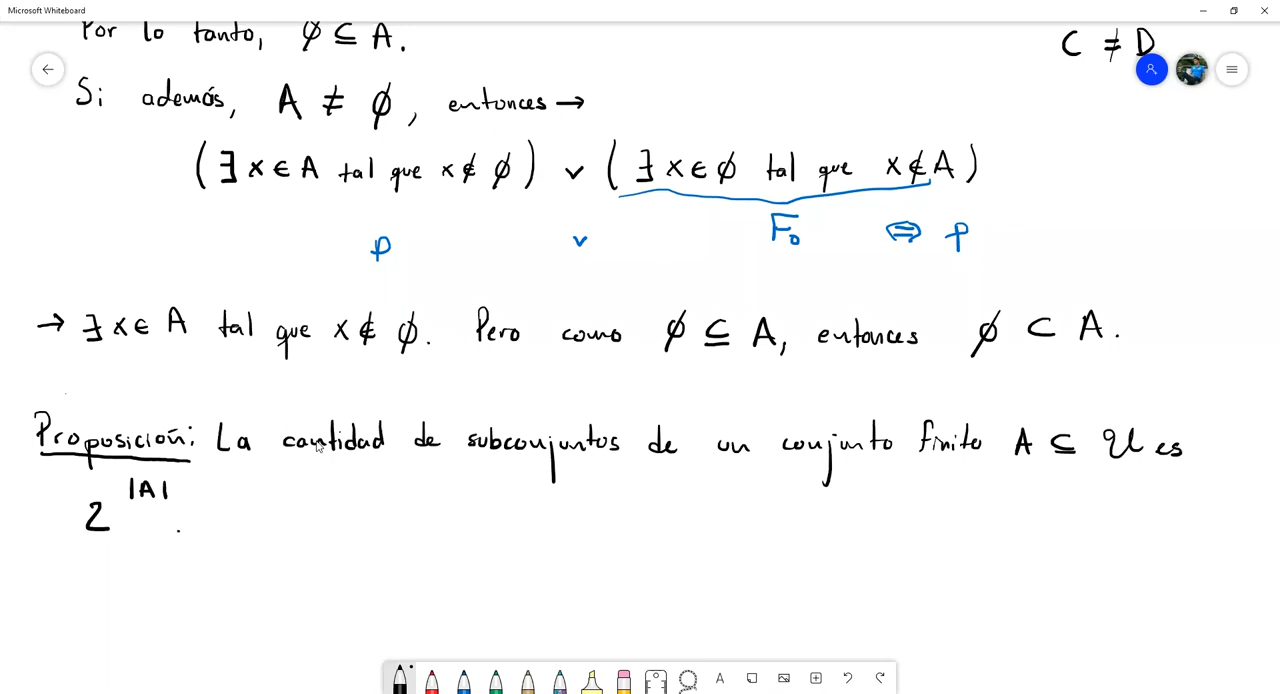 Microsoft Whiteboard
Por lo tanto, ∅ ⊆ A.
C ≠ D
Si además, A ≠ ∅, entonces →
(∃ x ∈ A tal que x ∉ ∅) ∨ (∃ x ∈ ∅ tal que x ∉ A)
p ∨ F₀ ⇔ p
→ ∃ x ∈ A tal que x ∉ ∅. Pero como ∅ ⊆ A, entonces ∅ ⊂ A.
Proposición: La cantidad de subconjuntos de un conjunto finito A ⊆ 𝒰 es
2^|A|.